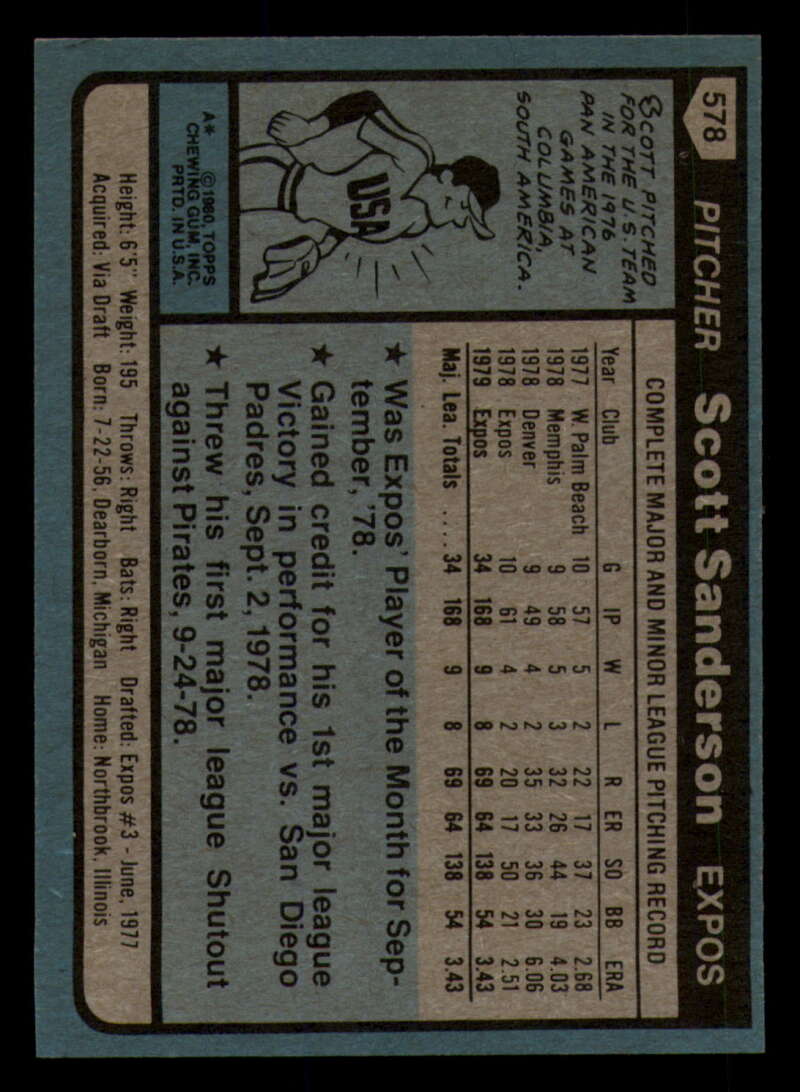 578 PITCHER Scott Sanderson EXPOS
SCOTT PITCHED
FOR THE U.S. TEAM
IN THE 1976
PAN AMERICAN
GAMES AT
COLUMBIA,
SOUTH AMERICA.
USA
A* ©1980, TOPPS
CHEWING GUM, INC.
PRTD. IN U.S.A.
COMPLETE MAJOR AND MINOR LEAGUE PITCHING RECORD
Year Club G IP W L R ER SO BB ERA
1977 W. Palm Beach 10 57 5 2 22 17 37 23 2.68
1978 Memphis 9 58 5 3 32 26 44 19 4.03
1978 Denver 9 49 4 2 35 33 36 30 6.06
1978 Expos 10 61 4 2 20 17 50 21 2.51
1979 Expos 34 168 9 8 69 64 138 54 3.43
Maj. Lea. Totals .... 34 168 9 8 69 64 138 54 3.43
★ Was Expos' Player of the Month for Sep-
tember, '78.
★ Gained credit for his 1st major league
Victory in performance vs. San Diego
Padres, Sept. 2, 1978.
★ Threw his first major league Shutout
against Pirates, 9-24-78.
Height: 6'5" Weight: 195 Throws: Right Bats: Right Drafted: Expos #3 - June, 1977
Acquired: Via Draft Born: 7-22-56, Dearborn, Michigan Home: Northbrook, Illinois